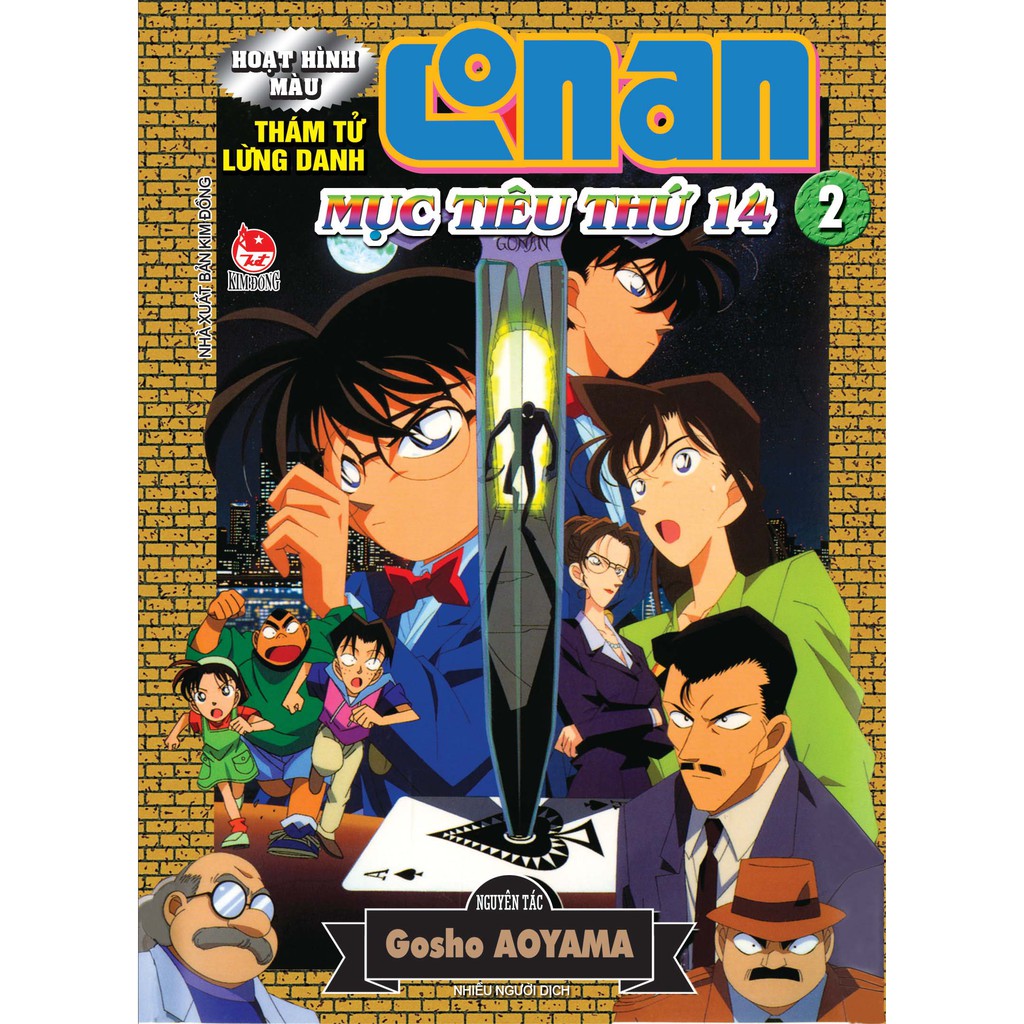 HOẠT HÌNH
MÀU
THÁM TỬ
LỪNG DANH
Conan
MỤC TIÊU THỨ 14
2
CONAN
NHÀ XUẤT BẢN KIM ĐỒNG
KIM ĐỒNG
A
NGUYÊN TÁC
Gosho AOYAMA
NHIỀU NGƯỜI DỊCH